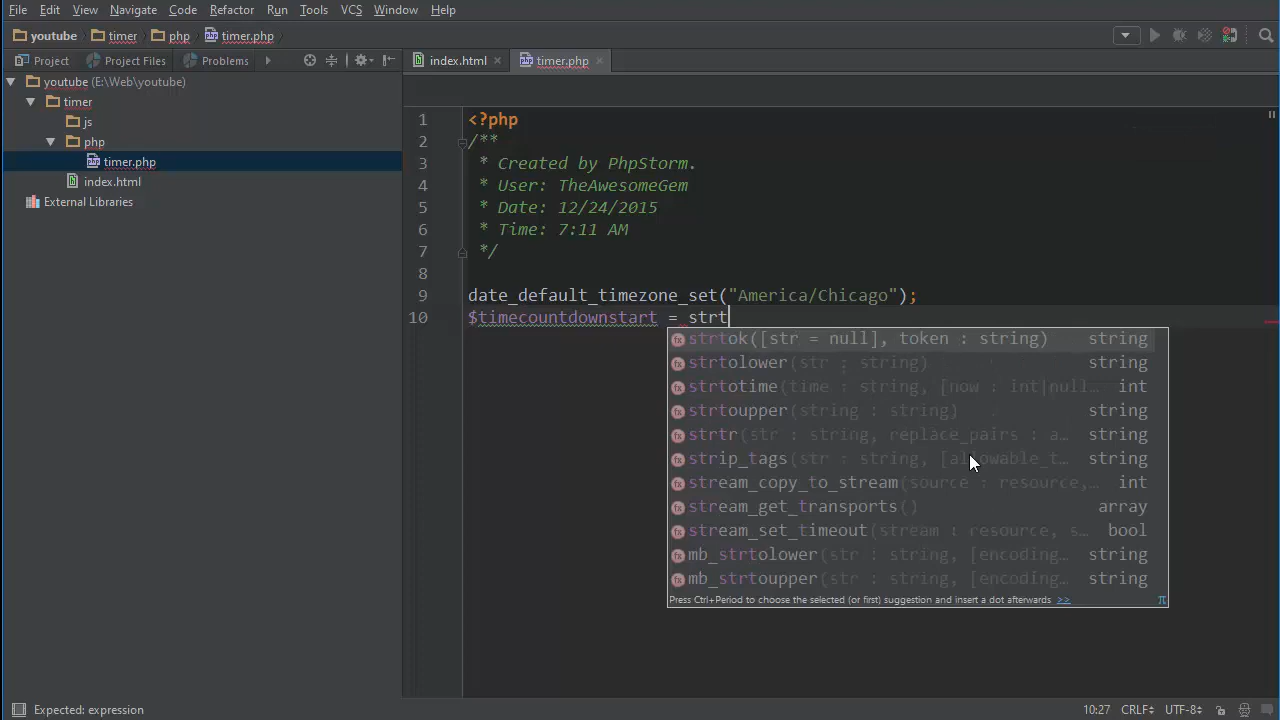 File Edit View Navigate Code Refactor Run Tools VCS Window Help
youtube timer php timer.php
Project Project Files Problems
index.html timer.php
youtube (E:\Web\youtube)
timer
js
php
timer.php
index.html
External Libraries
1 <?php
2 /**
3 * Created by PhpStorm.
4 * User: TheAwesomeGem
5 * Date: 12/24/2015
6 * Time: 7:11 AM
7 */
8
9 date_default_timezone_set("America/Chicago");
10 $timecountdownstart = strt
strtok([str = null], token : string) string
strtolower(str : string) string
strtotime(time : string, [now : int|null… int
strtoupper(string : string) string
strtr(str : string, replace_pairs : a… string
strip_tags(str : string, [allowable_t… string
stream_copy_to_stream(source : resource,… int
stream_get_transports() array
stream_set_timeout(stream : resource, s… bool
mb_strtolower(str : string, [encoding… string
mb_strtoupper(str : string, [encoding… string
Press Ctrl+Period to choose the selected (or first) suggestion and insert a dot afterwards >> π
Expected: expression 10:27 CRLF UTF-8